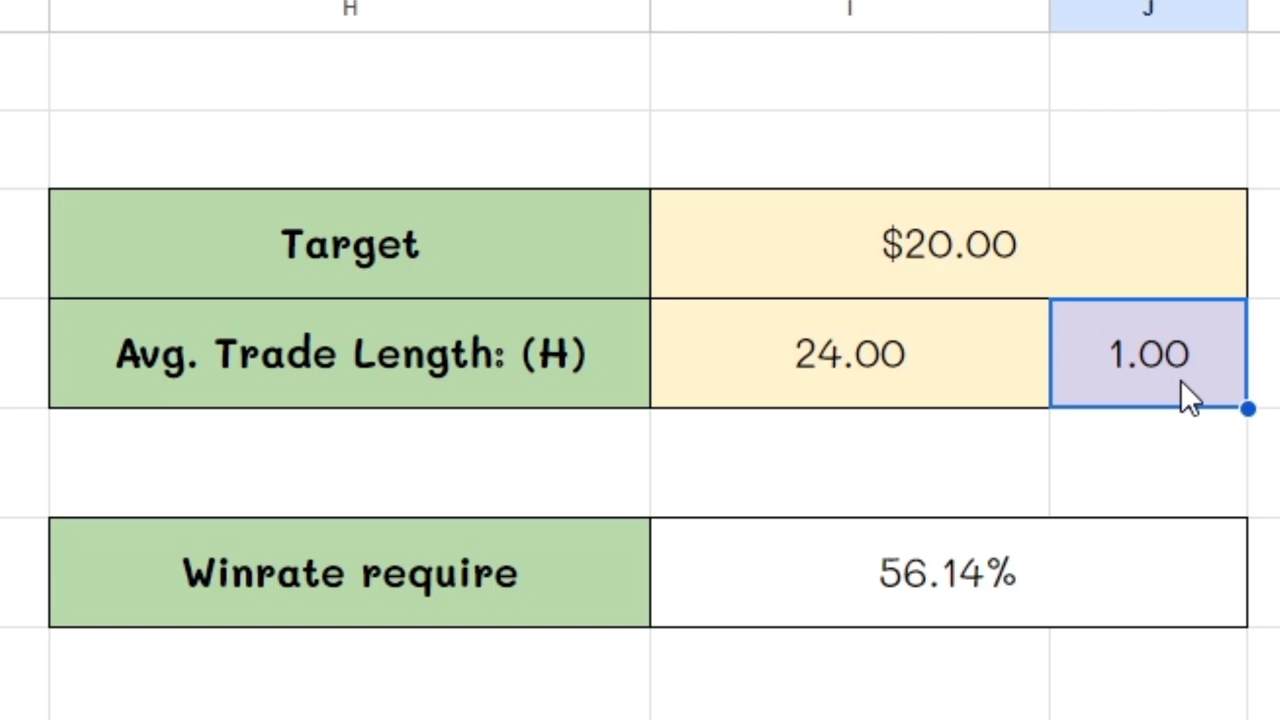 H I J
Target $20.00
Avg. Trade Length: (H) 24.00 1.00
Winrate require 56.14%